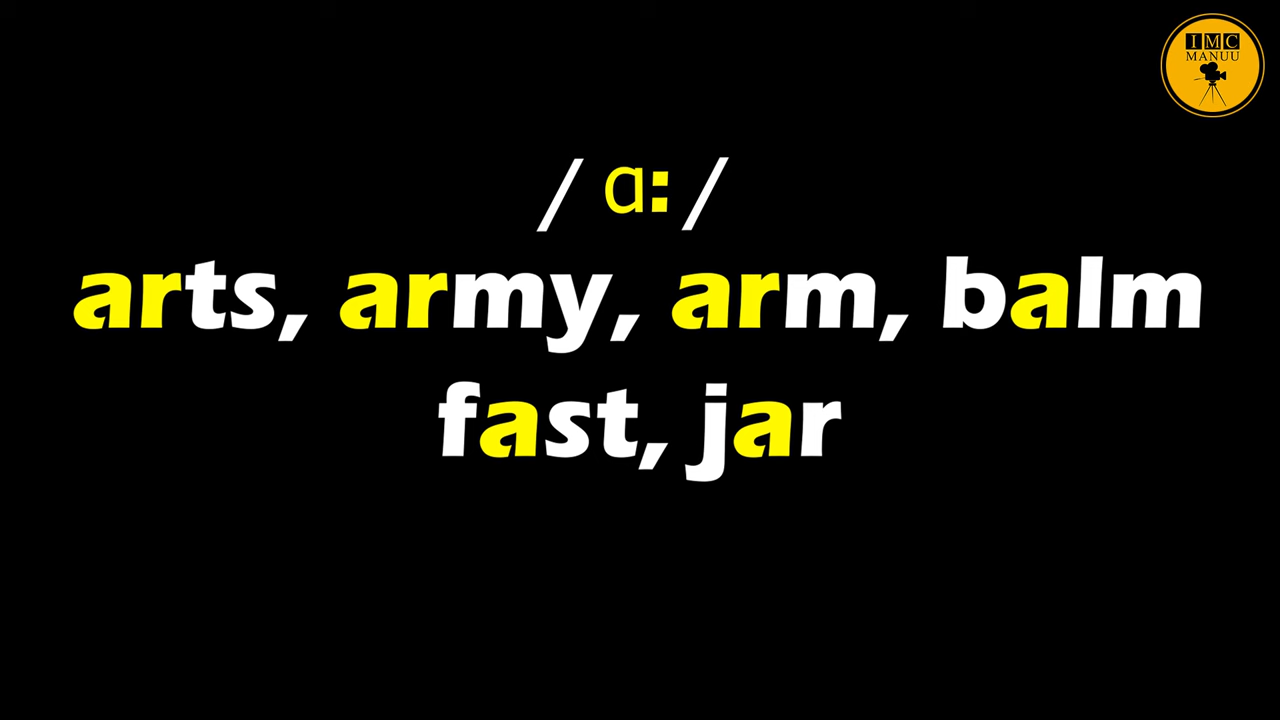 IMC
MANUU
/ ɑː /
arts, army, arm, balm
fast, jar